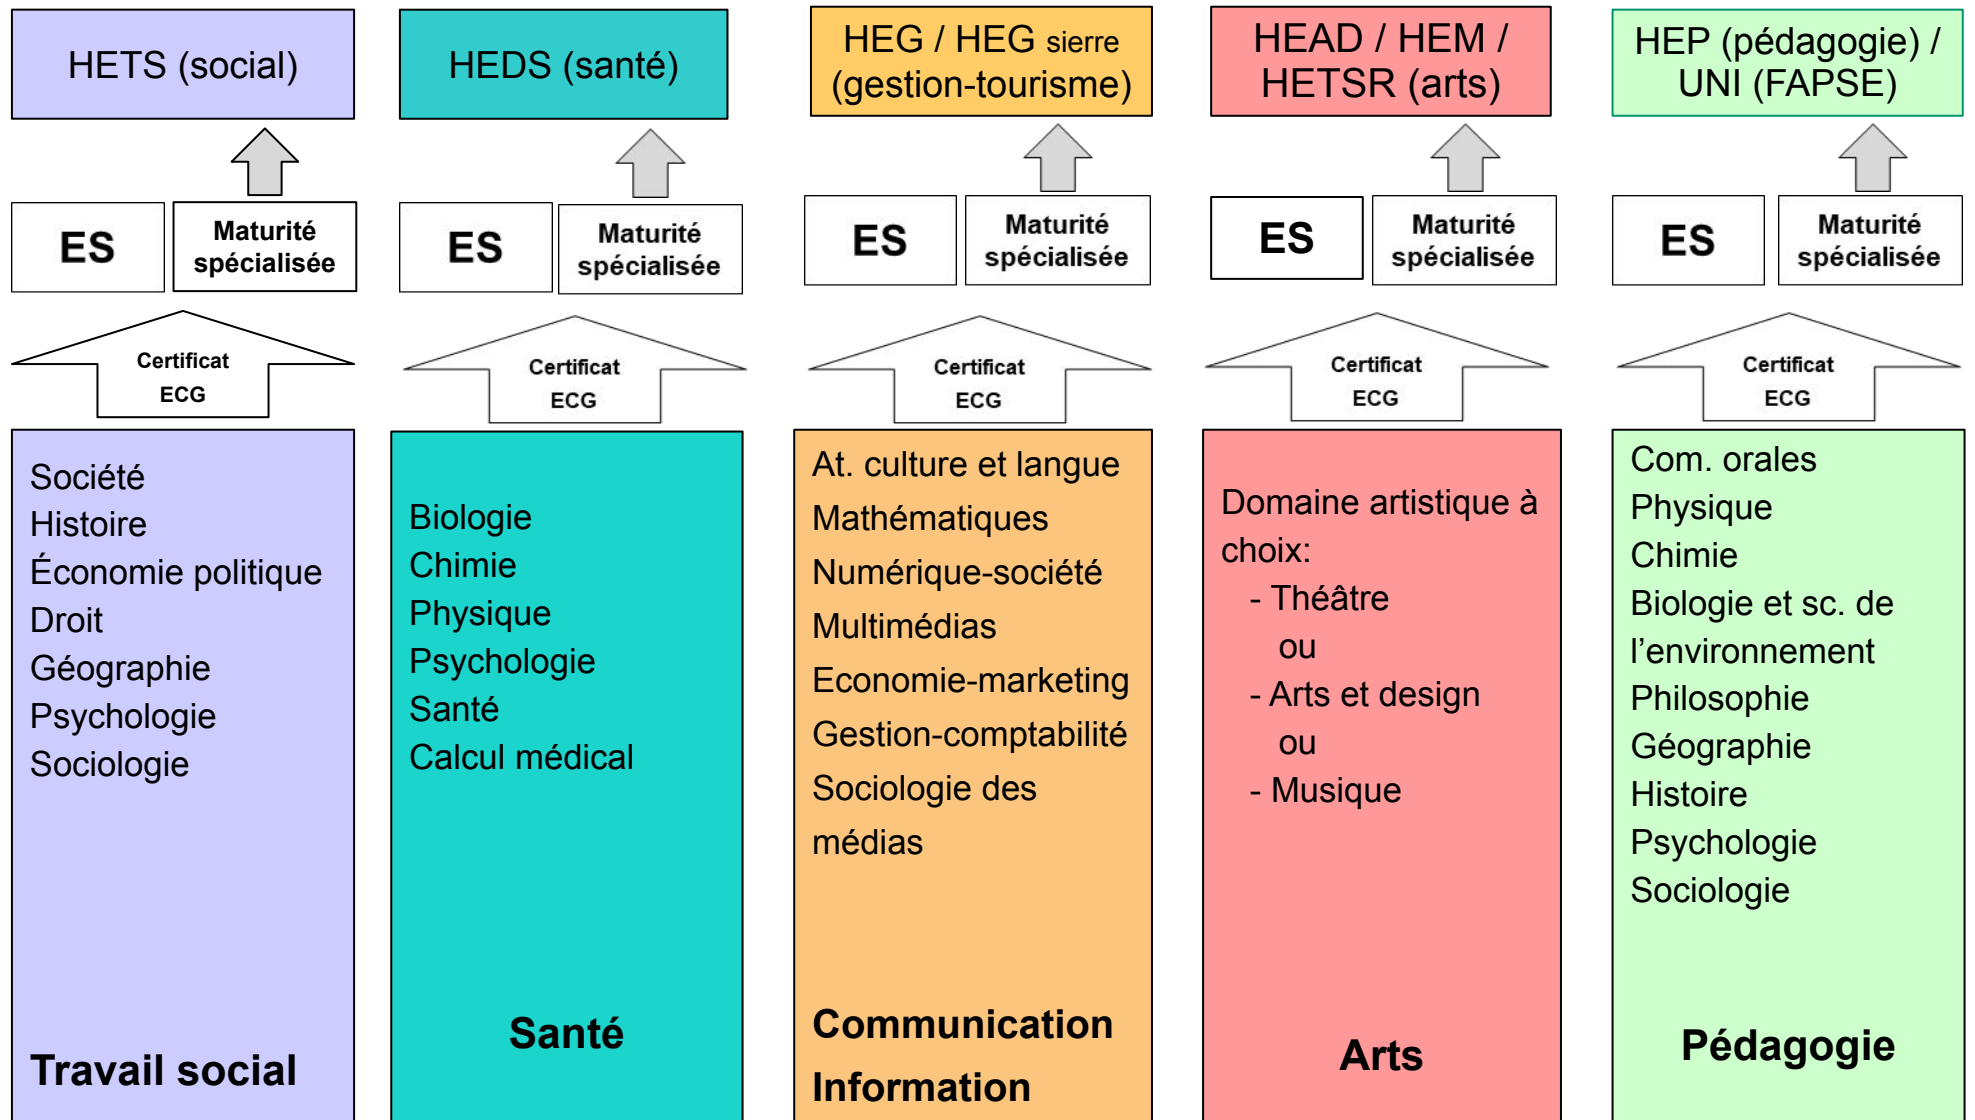 HETS (social)
HEDS (santé)
HEG / HEG sierre
(gestion-tourisme)
HEAD / HEM /
HETSR (arts)
HEP (pédagogie) /
UNI (FAPSE)
ES
Maturité
spécialisée
ES
Maturité
spécialisée
ES
Maturité
spécialisée
ES
Maturité
spécialisée
ES
Maturité
spécialisée
Certificat
ECG
Certificat
ECG
Certificat
ECG
Certificat
ECG
Certificat
ECG
Société
Histoire
Économie politique
Droit
Géographie
Psychologie
Sociologie
Travail social
Biologie
Chimie
Physique
Psychologie
Santé
Calcul médical
Santé
At. culture et langue
Mathématiques
Numérique-société
Multimédias
Economie-marketing
Gestion-comptabilité
Sociologie des
médias
Communication
Information
Domaine artistique à
choix:
- Théâtre
ou
- Arts et design
ou
- Musique
Arts
Com. orales
Physique
Chimie
Biologie et sc. de
l’environnement
Philosophie
Géographie
Histoire
Psychologie
Sociologie
Pédagogie